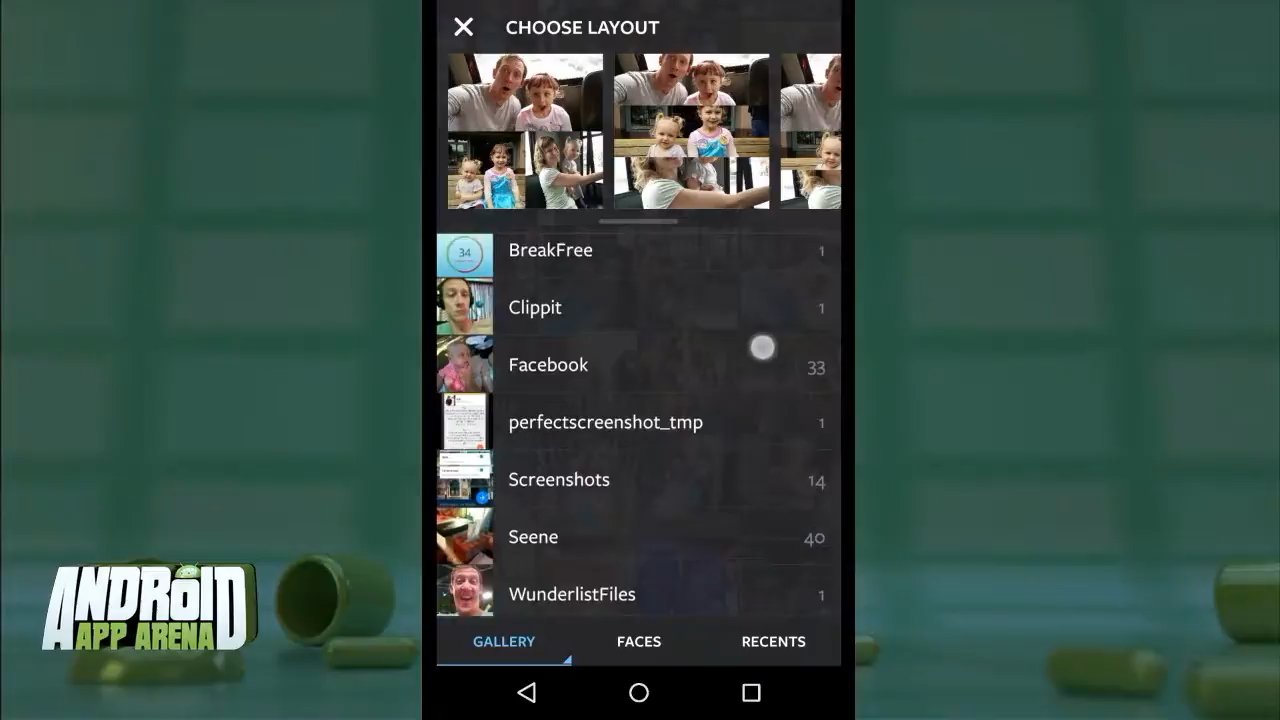 CHOOSE LAYOUT
34
BreakFree 1
Clippit 1
Facebook 33
perfectscreenshot_tmp 1
Screenshots 14
Seene 40
WunderlistFiles 1
GALLERY FACES RECENTS
ANDROID
APP ARENA